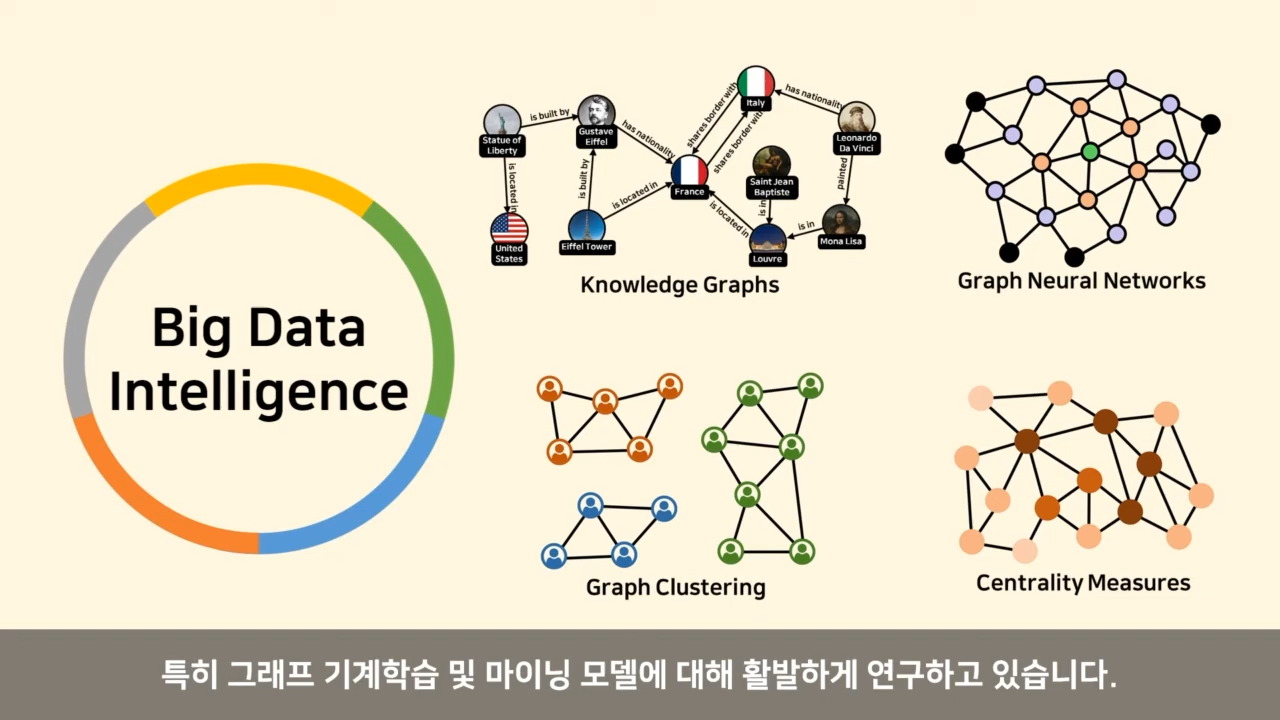 Big Data
Intelligence
Statue of
Liberty
is built by
Gustave
Eiffel
has nationality
shares border with
shares border with
Italy
has nationality
Leonardo
Da Vinci
is located in
is built by
is located in
France
Saint Jean
Baptiste
painted
United
States
Eiffel Tower
is located in
is in
Louvre
is in
Mona Lisa
Knowledge Graphs
Graph Neural Networks
Graph Clustering
Centrality Measures
특히 그래프 기계학습 및 마이닝 모델에 대해 활발하게 연구하고 있습니다.